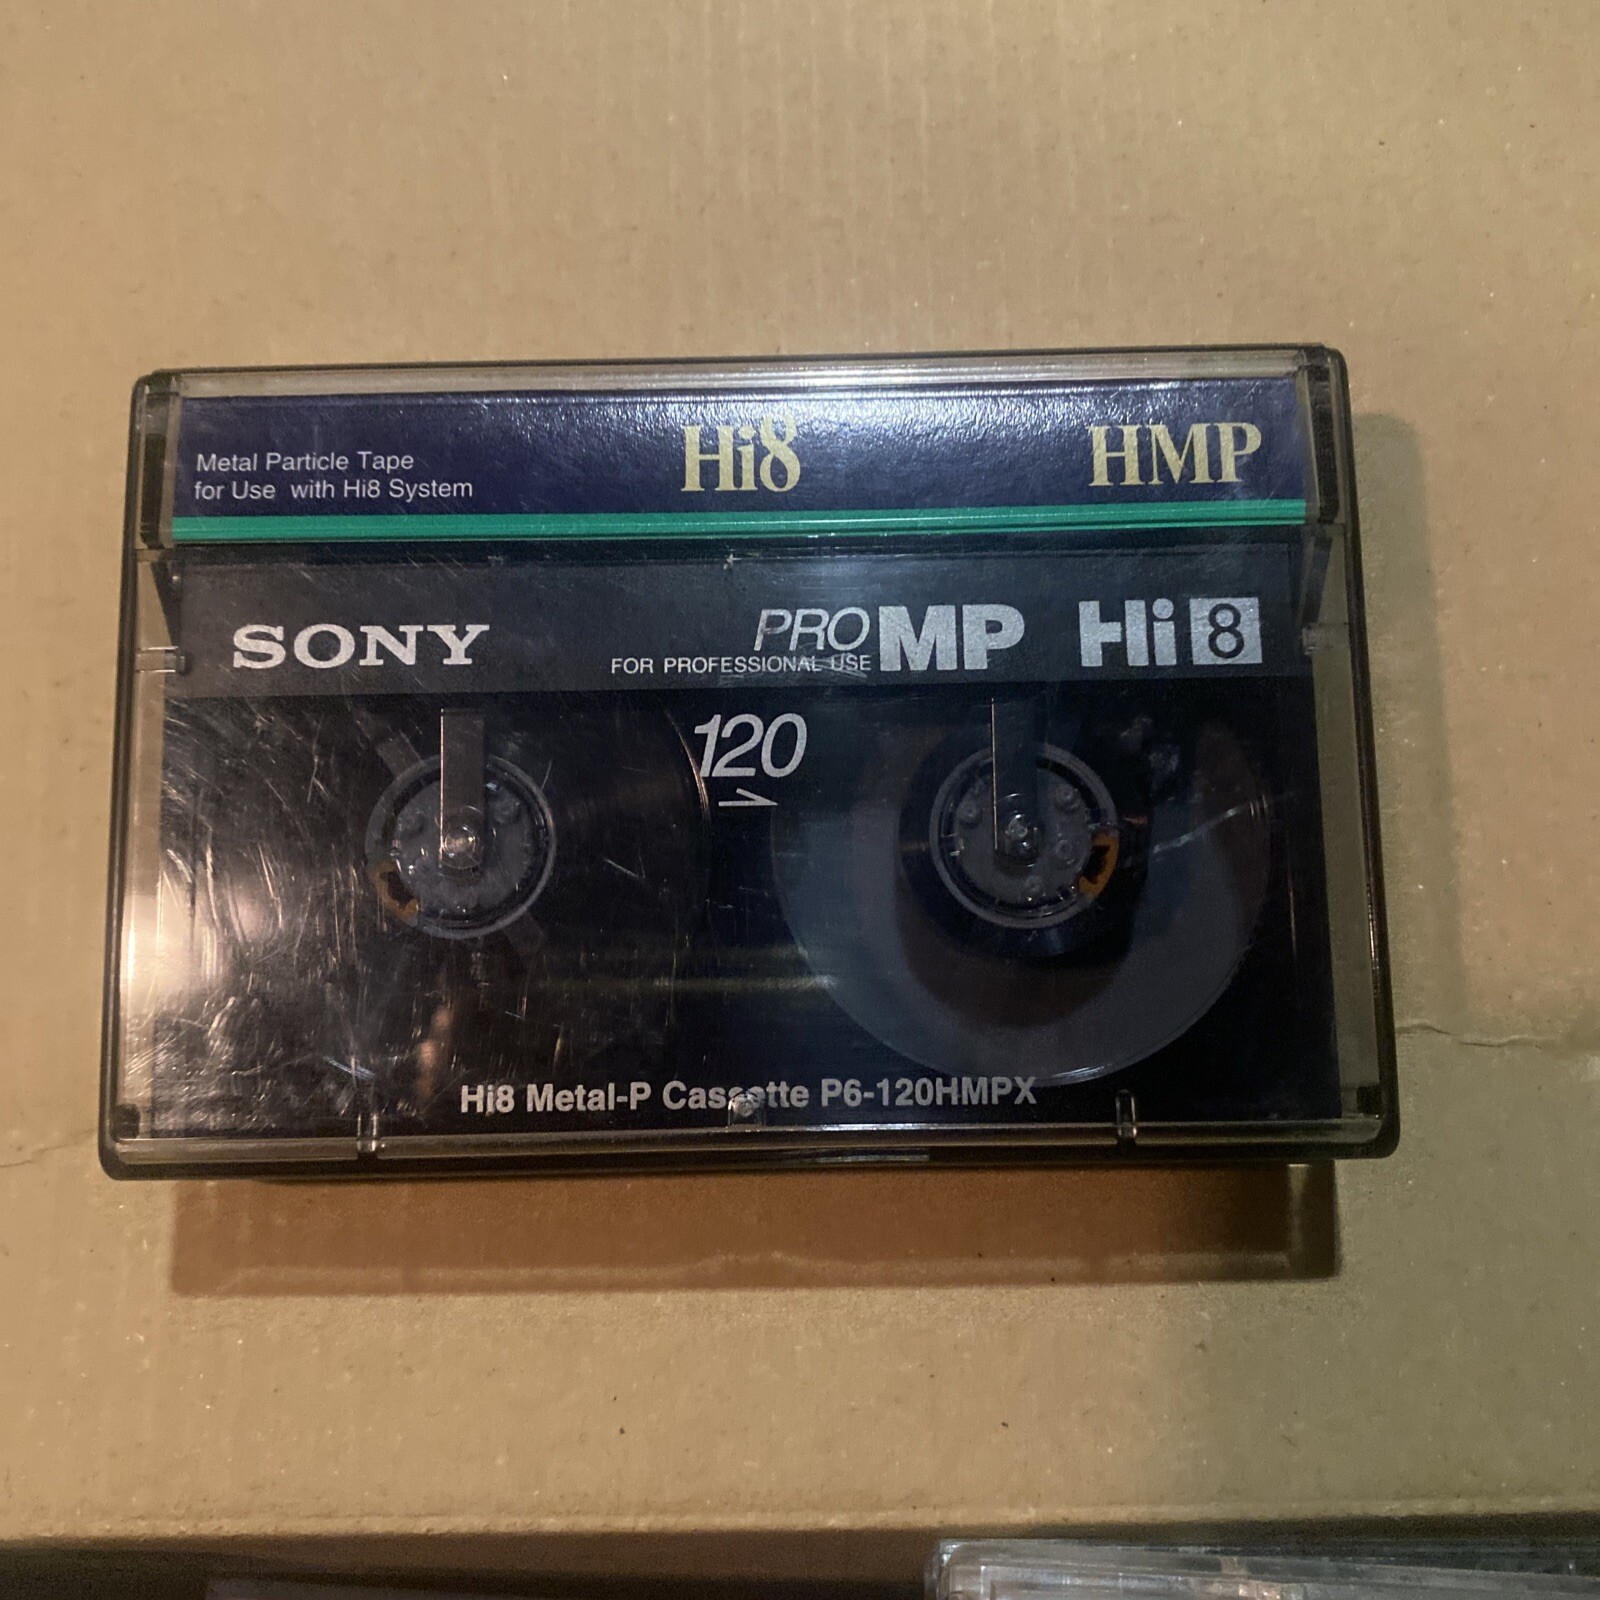 Metal Particle Tape
for Use with Hi8 System
Hi8
HMP
SONY
PRO MP
FOR PROFESSIONAL USE
Hi8
120
Hi8 Metal-P Cassette P6-120HMPX